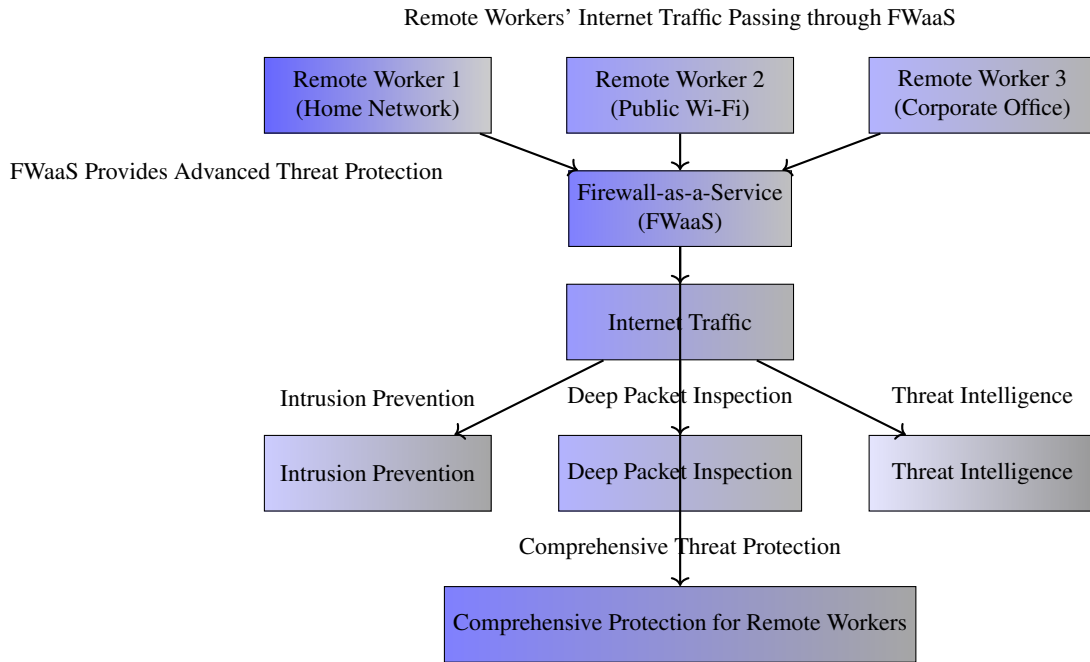 Remote Workers' Internet Traffic Passing through FWaaS
Remote Worker 1
(Home Network)
Remote Worker 2
(Public Wi-Fi)
Remote Worker 3
(Corporate Office)
FWaaS Provides Advanced Threat Protection
Firewall-as-a-Service
(FWaaS)
Internet Traffic
Intrusion Prevention
Deep Packet Inspection
Threat Intelligence
Intrusion Prevention
Deep Packet Inspection
Threat Intelligence
Comprehensive Threat Protection
Comprehensive Protection for Remote Workers